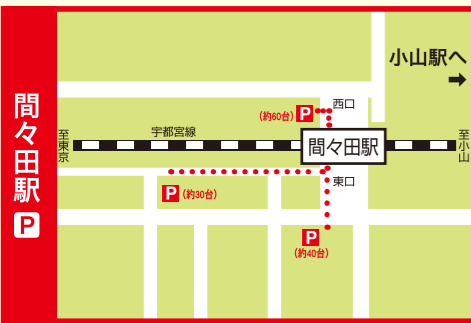 間々田駅
P
小山駅へ
西口
P
(約60台)
宇都宮線
至東京
間々田駅
至小山
東口
P
(約30台)
P
(約40台)